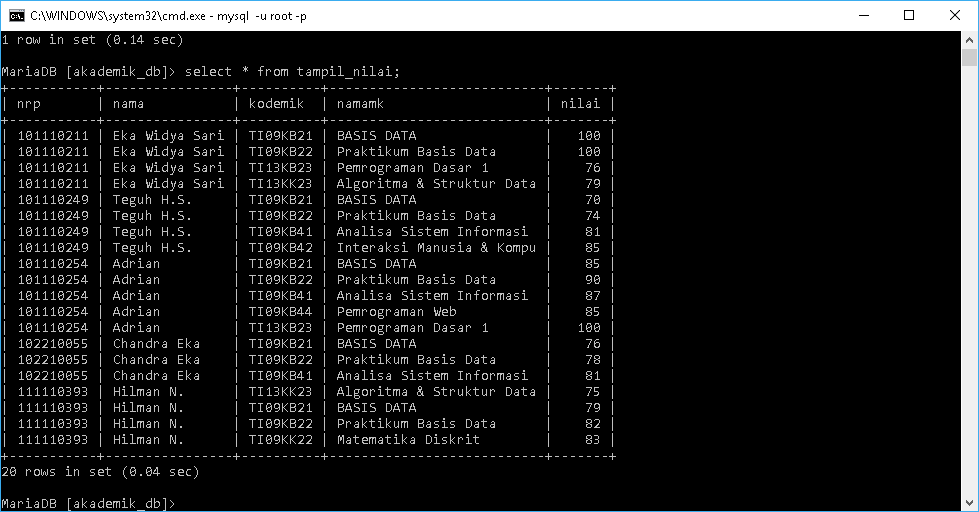 C:\WINDOWS\system32\cmd.exe - mysql  -u root -p
1 row in set (0.14 sec)
MariaDB [akademik_db]> select * from tampil_nilai;
+-----------+----------------+----------+---------------------------+-------+
| nrp       | nama           | kodemik  | namamk                    | nilai |
+-----------+----------------+----------+---------------------------+-------+
| 101110211 | Eka Widya Sari | TI09KB21 | BASIS DATA                |   100 |
| 101110211 | Eka Widya Sari | TI09KB22 | Praktikum Basis Data      |   100 |
| 101110211 | Eka Widya Sari | TI13KB23 | Pemrograman Dasar 1       |    76 |
| 101110211 | Eka Widya Sari | TI13KK23 | Algoritma & Struktur Data |    79 |
| 101110249 | Teguh H.S.     | TI09KB21 | BASIS DATA                |    70 |
| 101110249 | Teguh H.S.     | TI09KB22 | Praktikum Basis Data      |    74 |
| 101110249 | Teguh H.S.     | TI09KB41 | Analisa Sistem Informasi  |    81 |
| 101110249 | Teguh H.S.     | TI09KB42 | Interaksi Manusia & Kompu |    85 |
| 101110254 | Adrian         | TI09KB21 | BASIS DATA                |    85 |
| 101110254 | Adrian         | TI09KB22 | Praktikum Basis Data      |    90 |
| 101110254 | Adrian         | TI09KB41 | Analisa Sistem Informasi  |    87 |
| 101110254 | Adrian         | TI09KB44 | Pemrograman Web           |    85 |
| 101110254 | Adrian         | TI13KB23 | Pemrograman Dasar 1       |   100 |
| 102210055 | Chandra Eka    | TI09KB21 | BASIS DATA                |    76 |
| 102210055 | Chandra Eka    | TI09KB22 | Praktikum Basis Data      |    78 |
| 102210055 | Chandra Eka    | TI09KB41 | Analisa Sistem Informasi  |    81 |
| 111110393 | Hilman N.      | TI13KK23 | Algoritma & Struktur Data |    75 |
| 111110393 | Hilman N.      | TI09KB21 | BASIS DATA                |    79 |
| 111110393 | Hilman N.      | TI09KB22 | Praktikum Basis Data      |    82 |
| 111110393 | Hilman N.      | TI09KK22 | Matematika Diskrit        |    83 |
+-----------+----------------+----------+---------------------------+-------+
20 rows in set (0.04 sec)
MariaDB [akademik_db]>